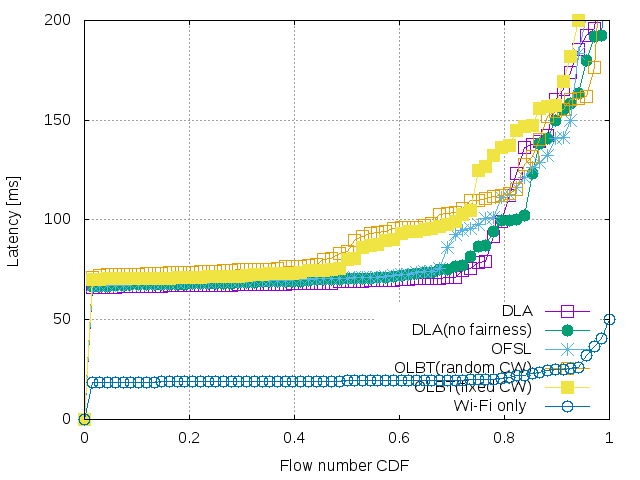 200
150
100
50
0
Latency [ms]
DLA
DLA(no fairness)
OFSL
OLBT(random CW)
OLBT(fixed CW)
Wi-Fi only
0 0.2 0.4 0.6 0.8 1
Flow number CDF